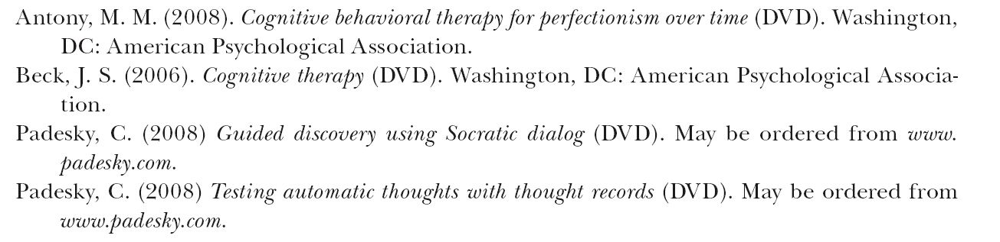 Antony, M. M. (2008). Cognitive behavioral therapy for perfectionism over time (DVD). Washington,
DC: American Psychological Association.
Beck, J. S. (2006). Cognitive therapy (DVD). Washington, DC: American Psychological Associa-
tion.
Padesky, C. (2008) Guided discovery using Socratic dialog (DVD). May be ordered from www.
padesky.com.
Padesky, C. (2008) Testing automatic thoughts with thought records (DVD). May be ordered from
www.padesky.com.